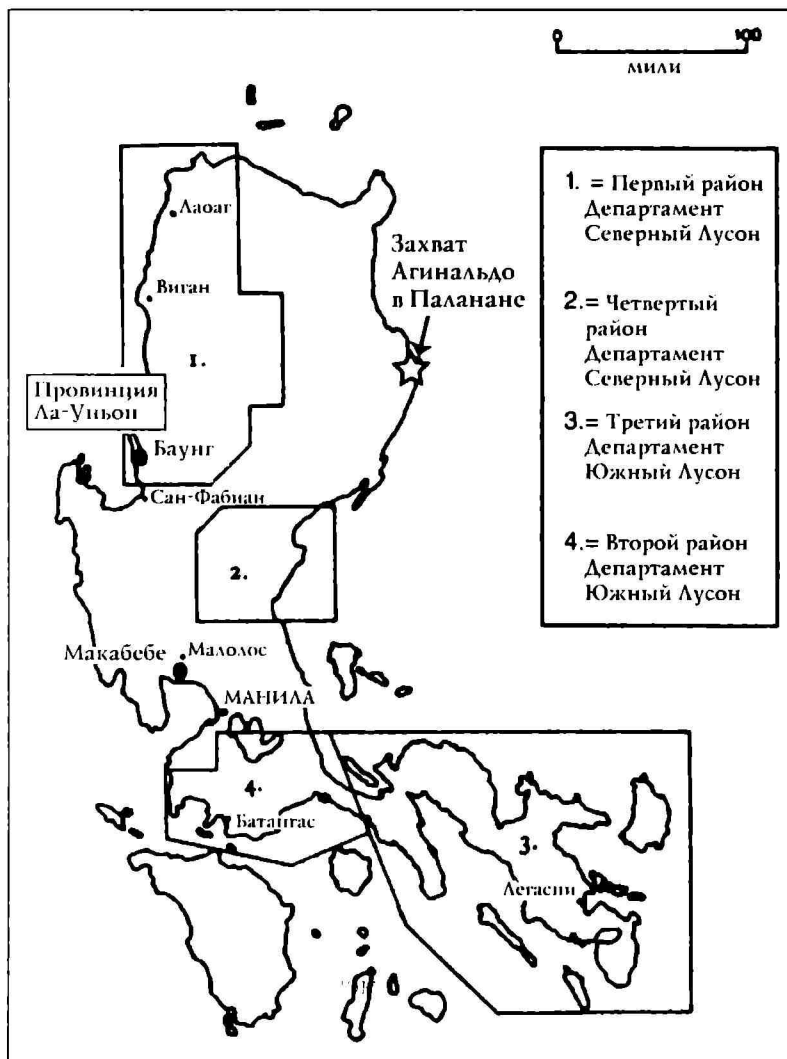 0 100
мили
1. = Первый район
Департамент
Северный Лусон
2.= Четвертый
район
Департамент
Северный Лусон
3.= Третий район
Департамент
Южный Лусон
4.= Второй район
Департамент
Южный Лусон
Лаоаг
Захват
Агинальдо
в Паланане
Виган
1.
Провинция
Ла-Уньон
Баунг
Сан-Фабиан
2.
Малолос
Макабебе
МАНИЛА
4.
Батангас
3.
Легаспи